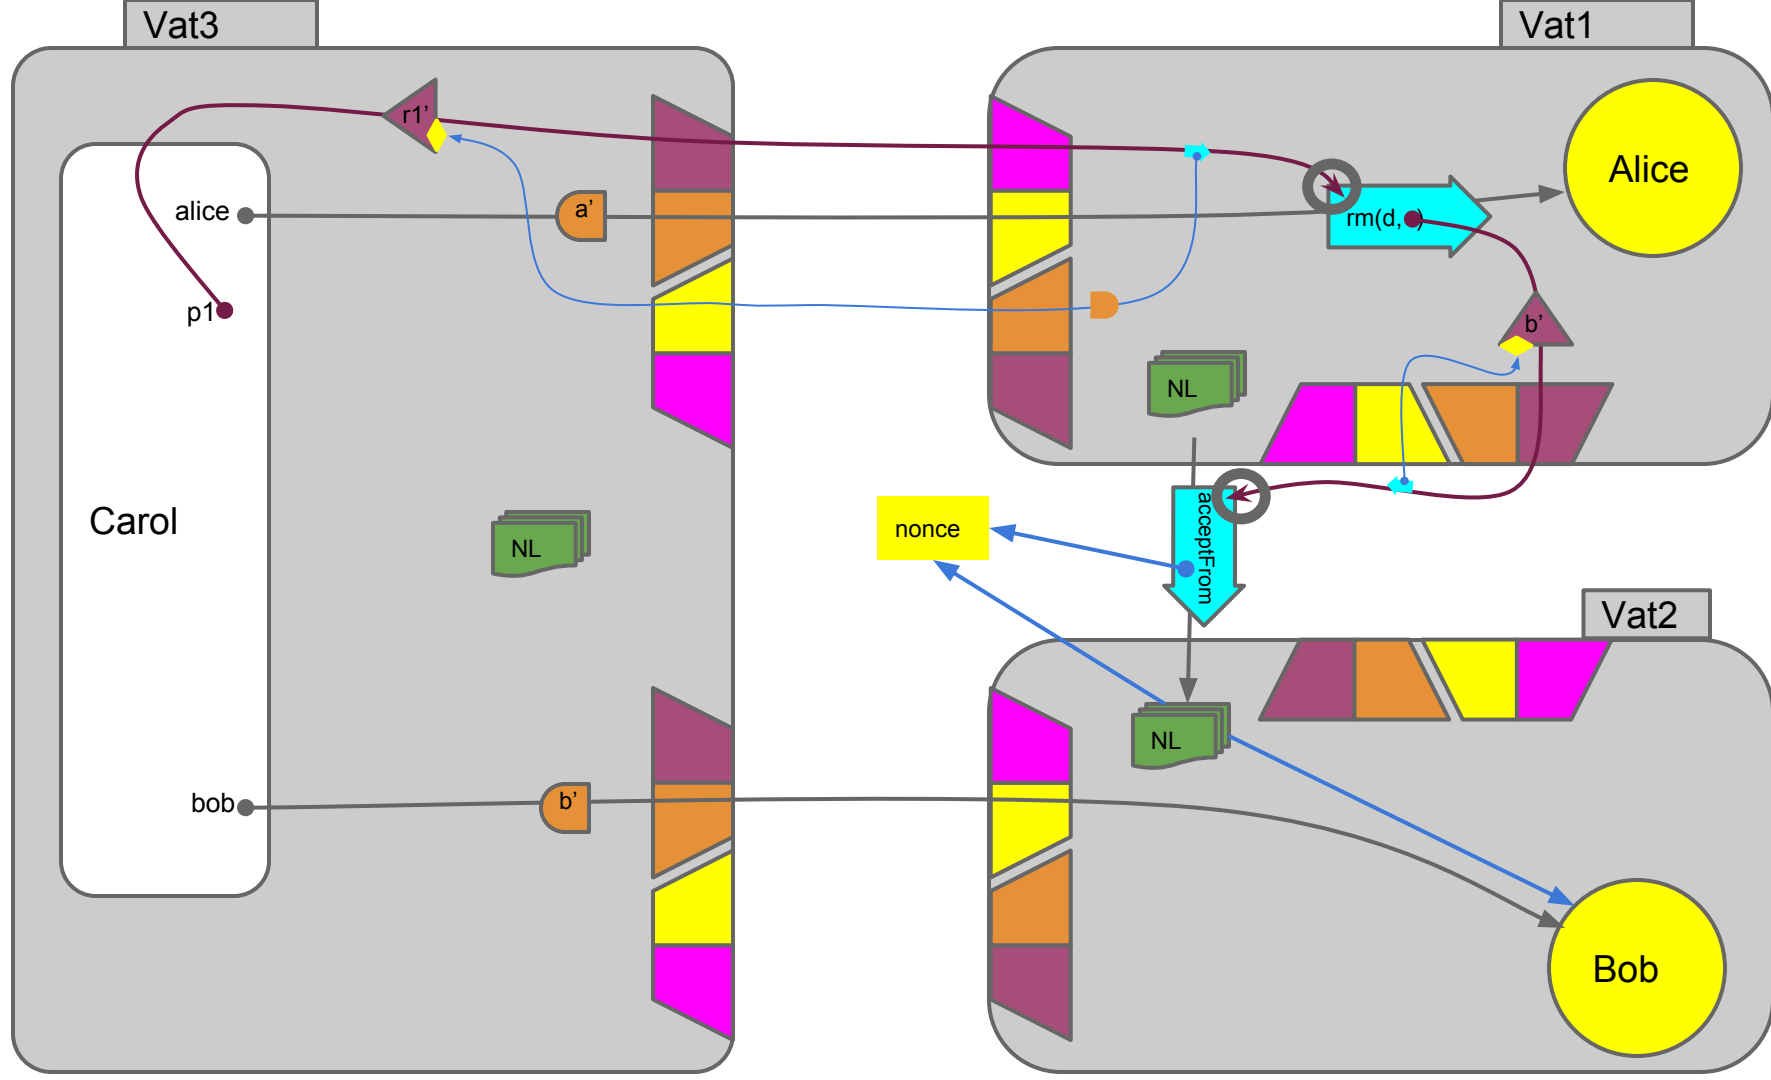 Vat3
Vat1
r1’
Alice
alice
a’
rm(d, )
p1
b’
NL
Carol
NL
nonce
acceptFrom
Vat2
NL
bob
b’
Bob